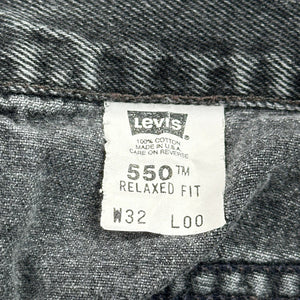 Levi's
100% COTTON
MADE IN U.S.A.
CARE ON REVERSE
550™
RELAXED FIT
W32 L00